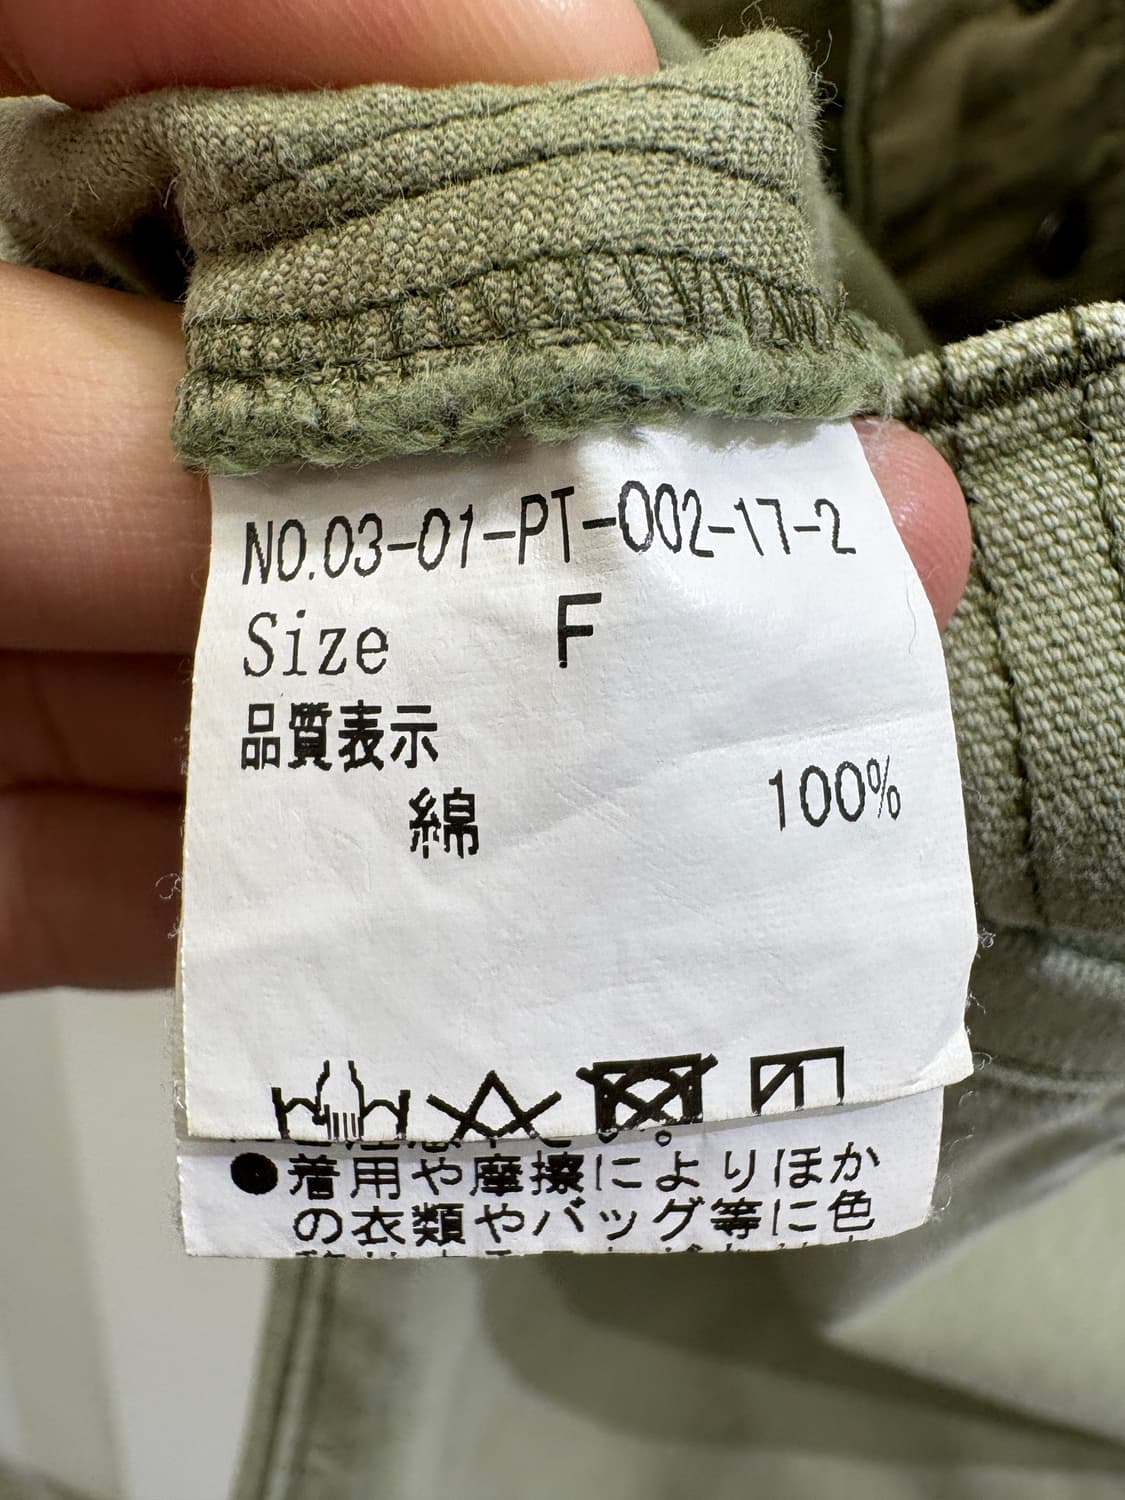 NO.03-01-PT-002-17-2
Size F
品質表示
綿 100%
●着用や摩擦によりほか
の衣類やバッグ等に色